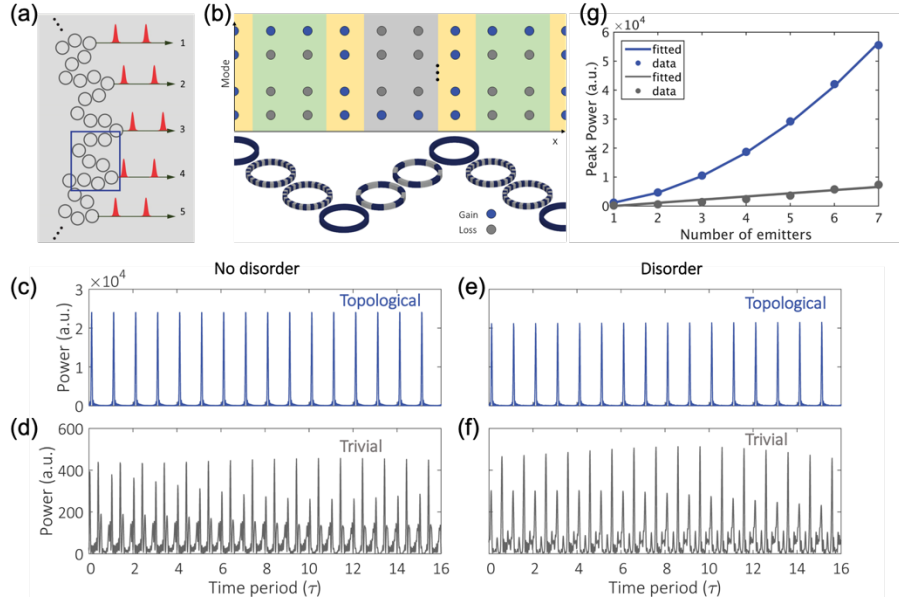 (a)
1
2
3
4
5
(b)
Mode
x
Gain
Loss
(g)
×10⁴
Peak Power (a.u.)
6
5
4
3
2
1
0
fitted
data
fitted
data
1 2 3 4 5 6 7
Number of emitters
No disorder
Disorder
(c)
×10⁴
Topological
Power (a.u.)
3
2
1
0
(e)
Topological
(d)
Trivial
Power (a.u.)
600
400
200
0
0 2 4 6 8 10 12 14 16
Time period (τ)
(f)
Trivial
0 2 4 6 8 10 12 14 16
Time period (τ)